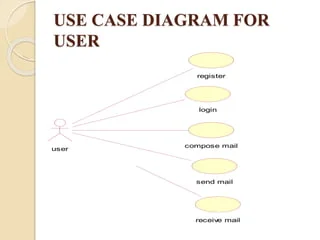 USE CASE DIAGRAM FOR
USER
register
login
user
compose mail
send mail
receive mail